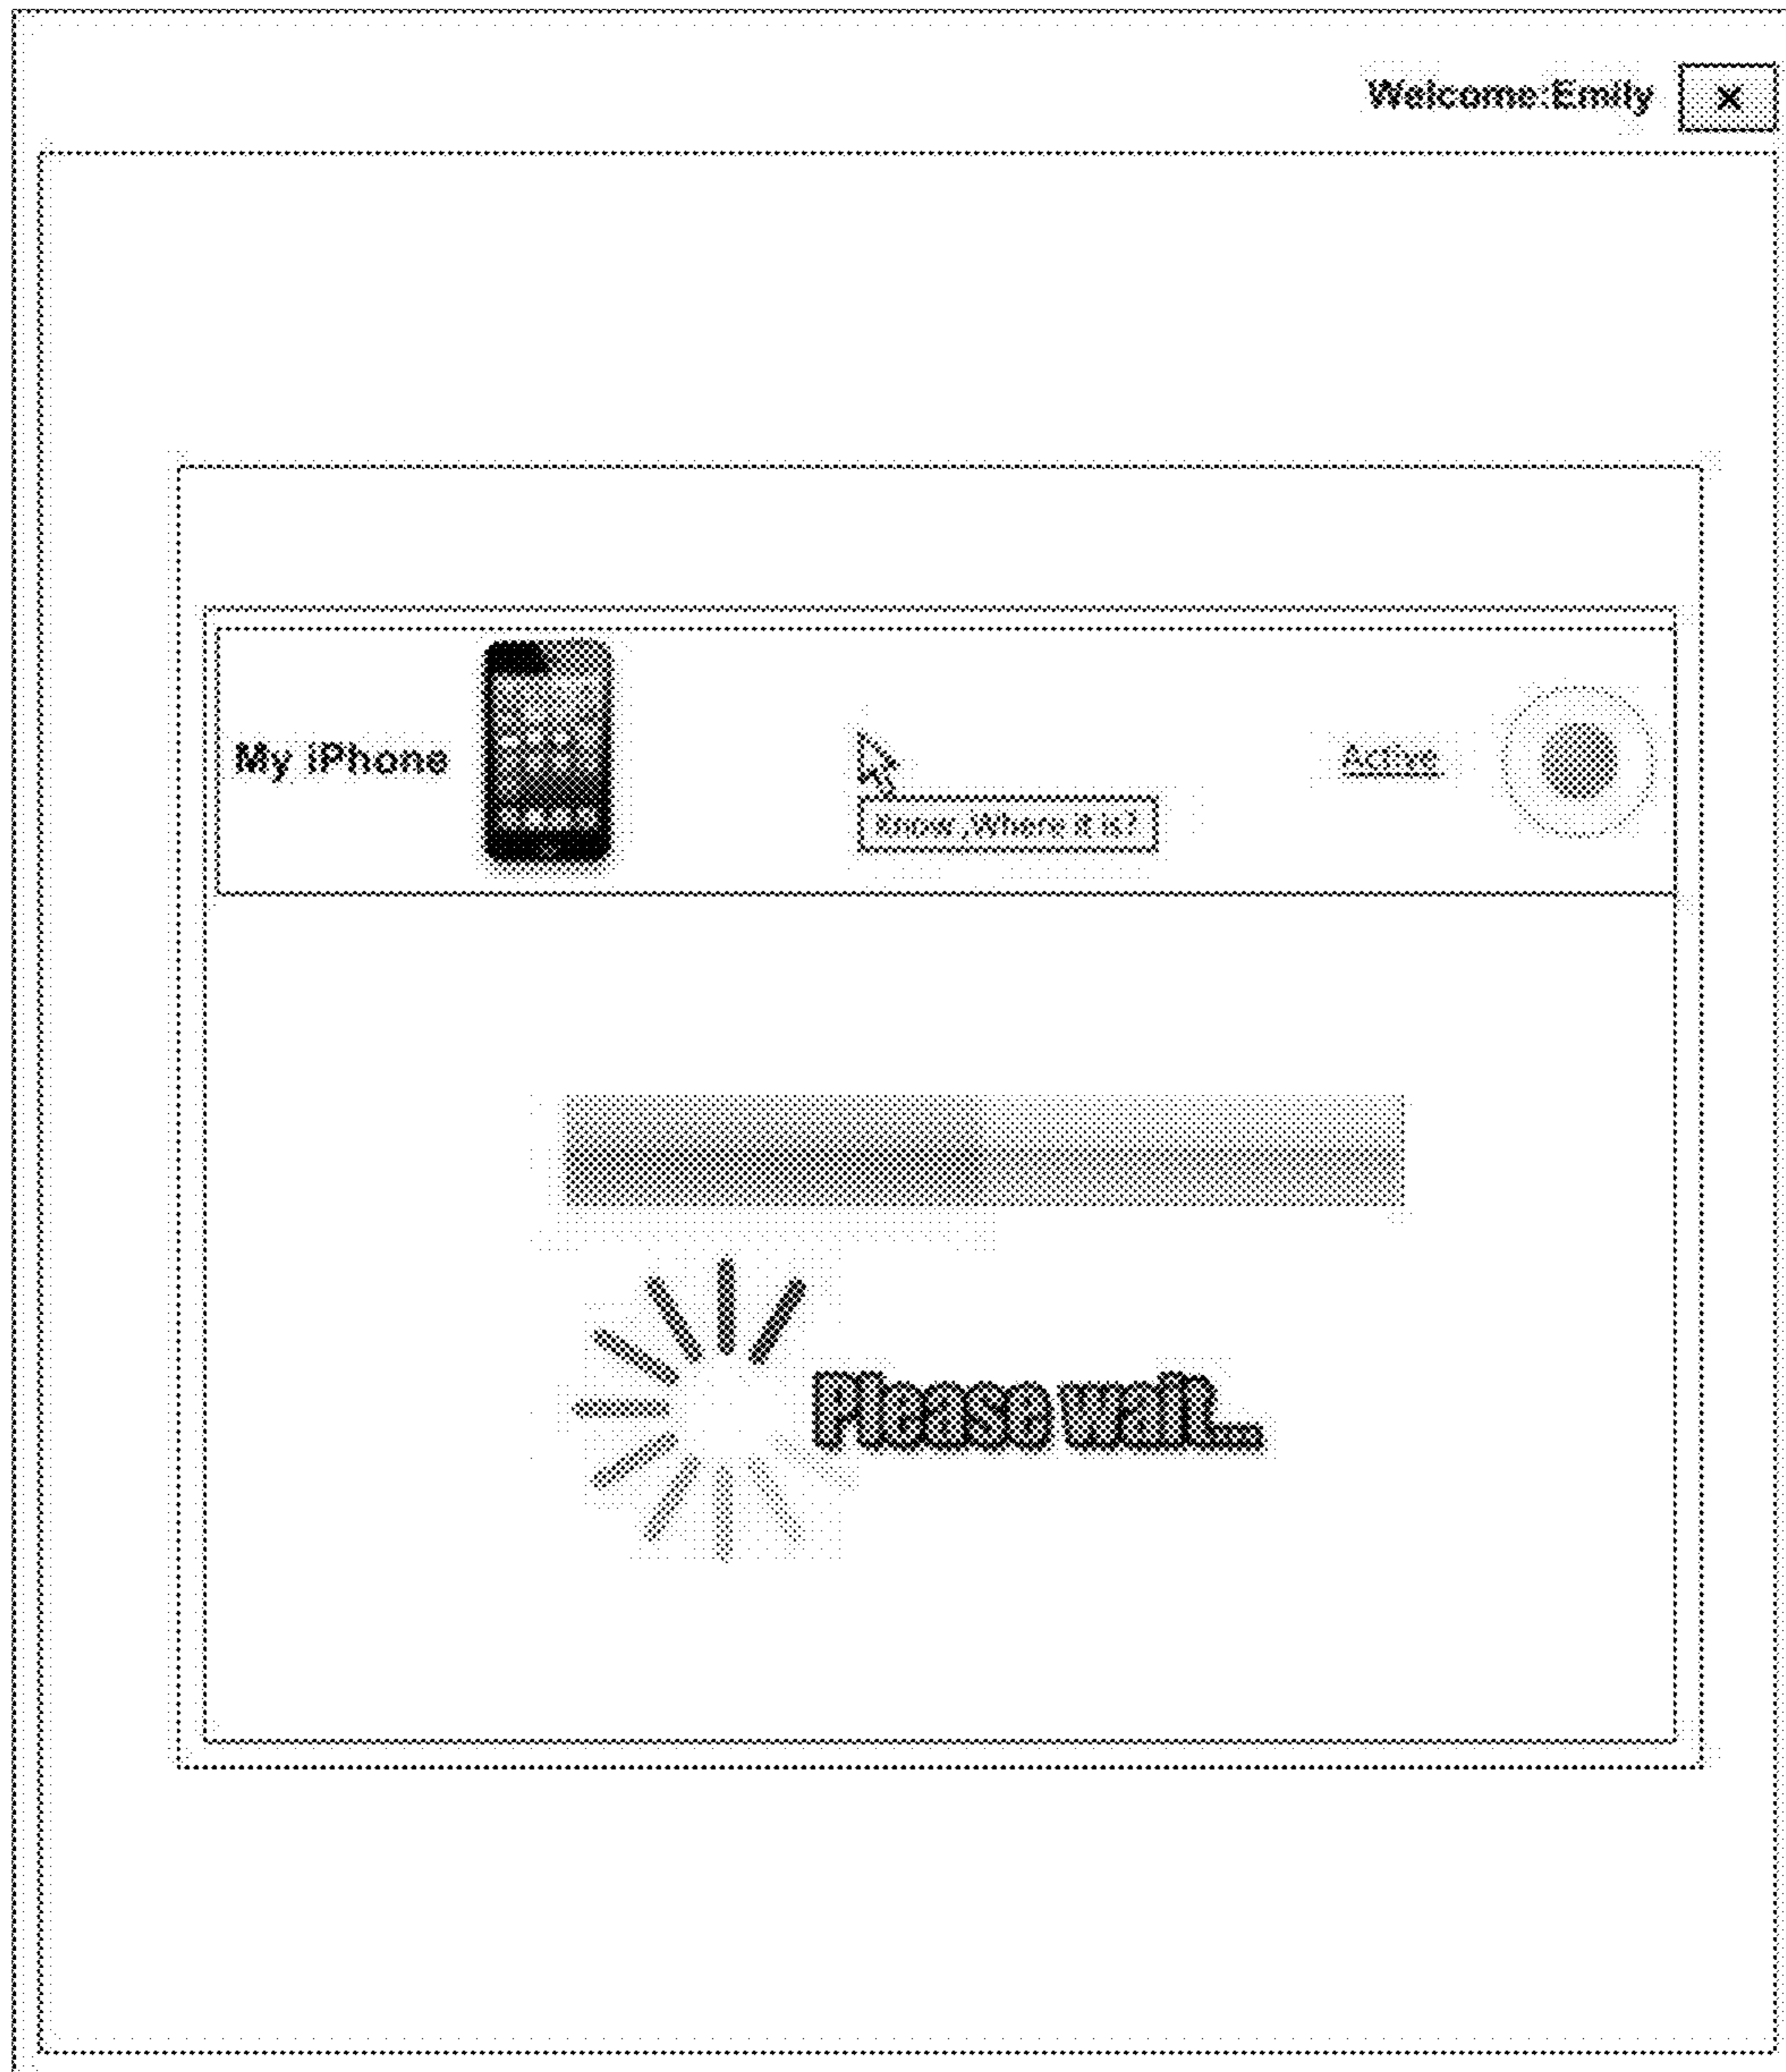 Welcome:Emily
x
My iPhone
Active
Know ,Where it is?
Please wait...